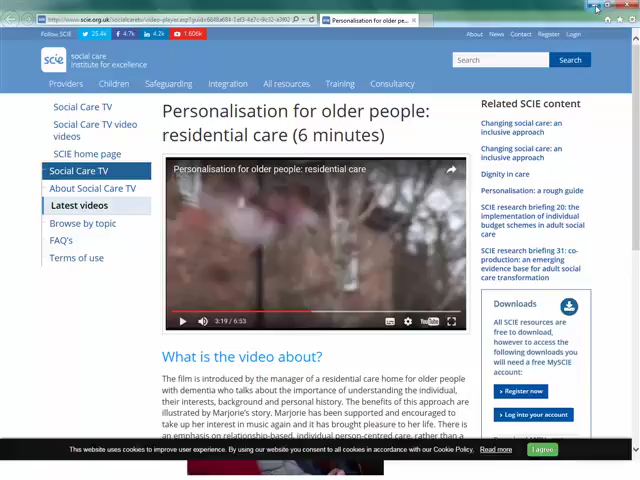 http://www.scie.org.uk/socialcaretv/video-player.asp?guid=
Personalisation for older pe...
Follow SCIE
25.4k
4.7k
4.2k
1.606k
About
News
Contact
Register
Login
scie
social care
institute for excellence
Search
Search
Providers
Children
Safeguarding
Integration
All resources
Training
Consultancy
Social Care TV
Social Care TV video
videos
SCIE home page
Social Care TV
About Social Care TV
Latest videos
Browse by topic
FAQ's
Terms of use
Personalisation for older people:
residential care (6 minutes)
Personalisation for older people: residential care
3:19 / 6:53
YouTube
What is the video about?
The film is introduced by the manager of a residential care home for older people
with dementia who talks about the importance of understanding the individual,
their interests, background and personal history. The benefits of this approach are
illustrated by Marjorie's story. Marjorie has been supported and encouraged to
take up her interest in music again and it has brought pleasure to her life. There
is an emphasis on relationship-based, individual person-centred care, rather than a
Related SCIE content
Changing social care: an
inclusive approach
Changing social care: an
inclusive approach
Dignity in care
Personalisation: a rough guide
SCIE research briefing 20: the
implementation of individual
budget schemes in adult social
care
SCIE research briefing 31: co-
production: an emerging
evidence base for adult social
care transformation
Downloads
All SCIE resources are
free to download,
however to access the
following downloads you
will need a free MySCIE
account:
› Register now
› Log into your account
This website uses cookies to improve user experience. By using our website you consent to all cookies in accordance with our Cookie Policy.
Read more
I agree